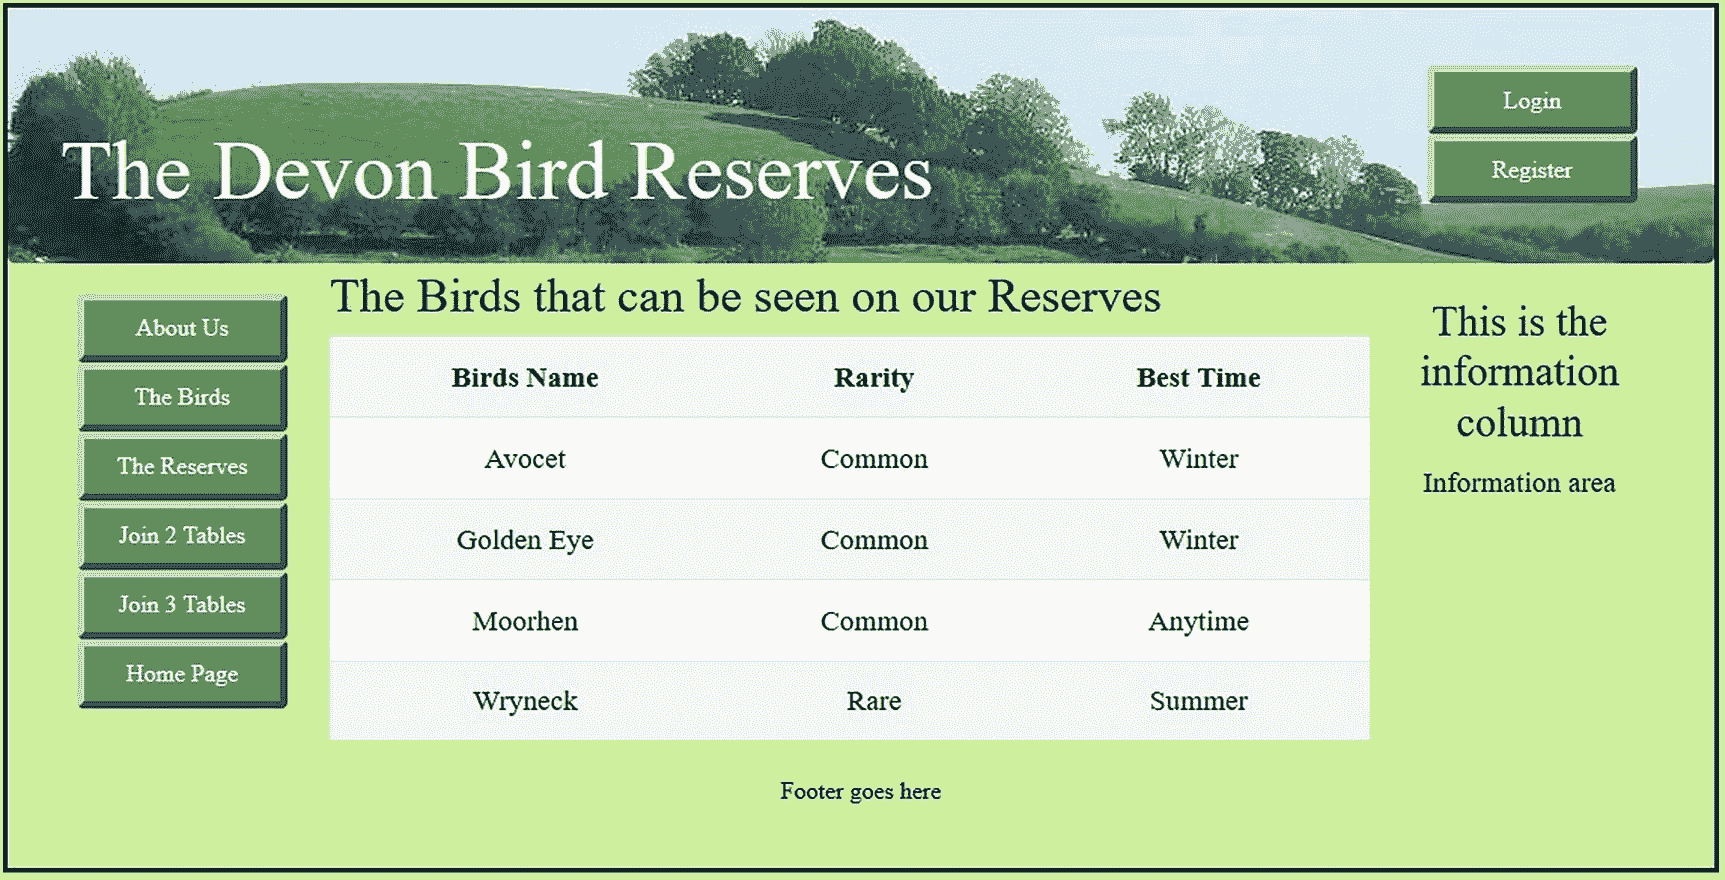 Login
Register
The Devon Bird Reserves
The Birds that can be seen on our Reserves
About Us
The Birds
The Reserves
Join 2 Tables
Join 3 Tables
Home Page
Birds Name Rarity Best Time
Avocet Common Winter
Golden Eye Common Winter
Moorhen Common Anytime
Wryneck Rare Summer
This is the
information
column
Information area
Footer goes here